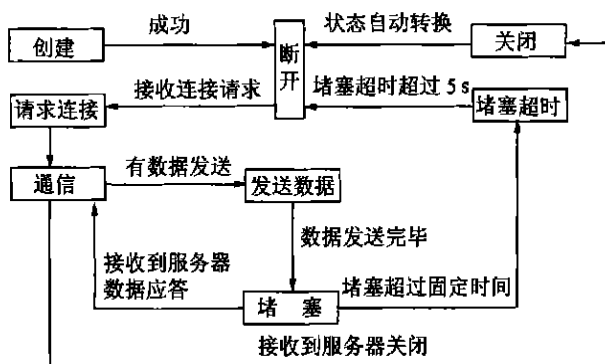 创建
成功
断开
状态自动转换
关闭
接收连接请求
堵塞超时超过 5 s
请求连接
堵塞超时
通信
有数据发送
发送数据
数据发送完毕
接收到服务器
数据应答
堵 塞
堵塞超过固定时间
接收到服务器关闭